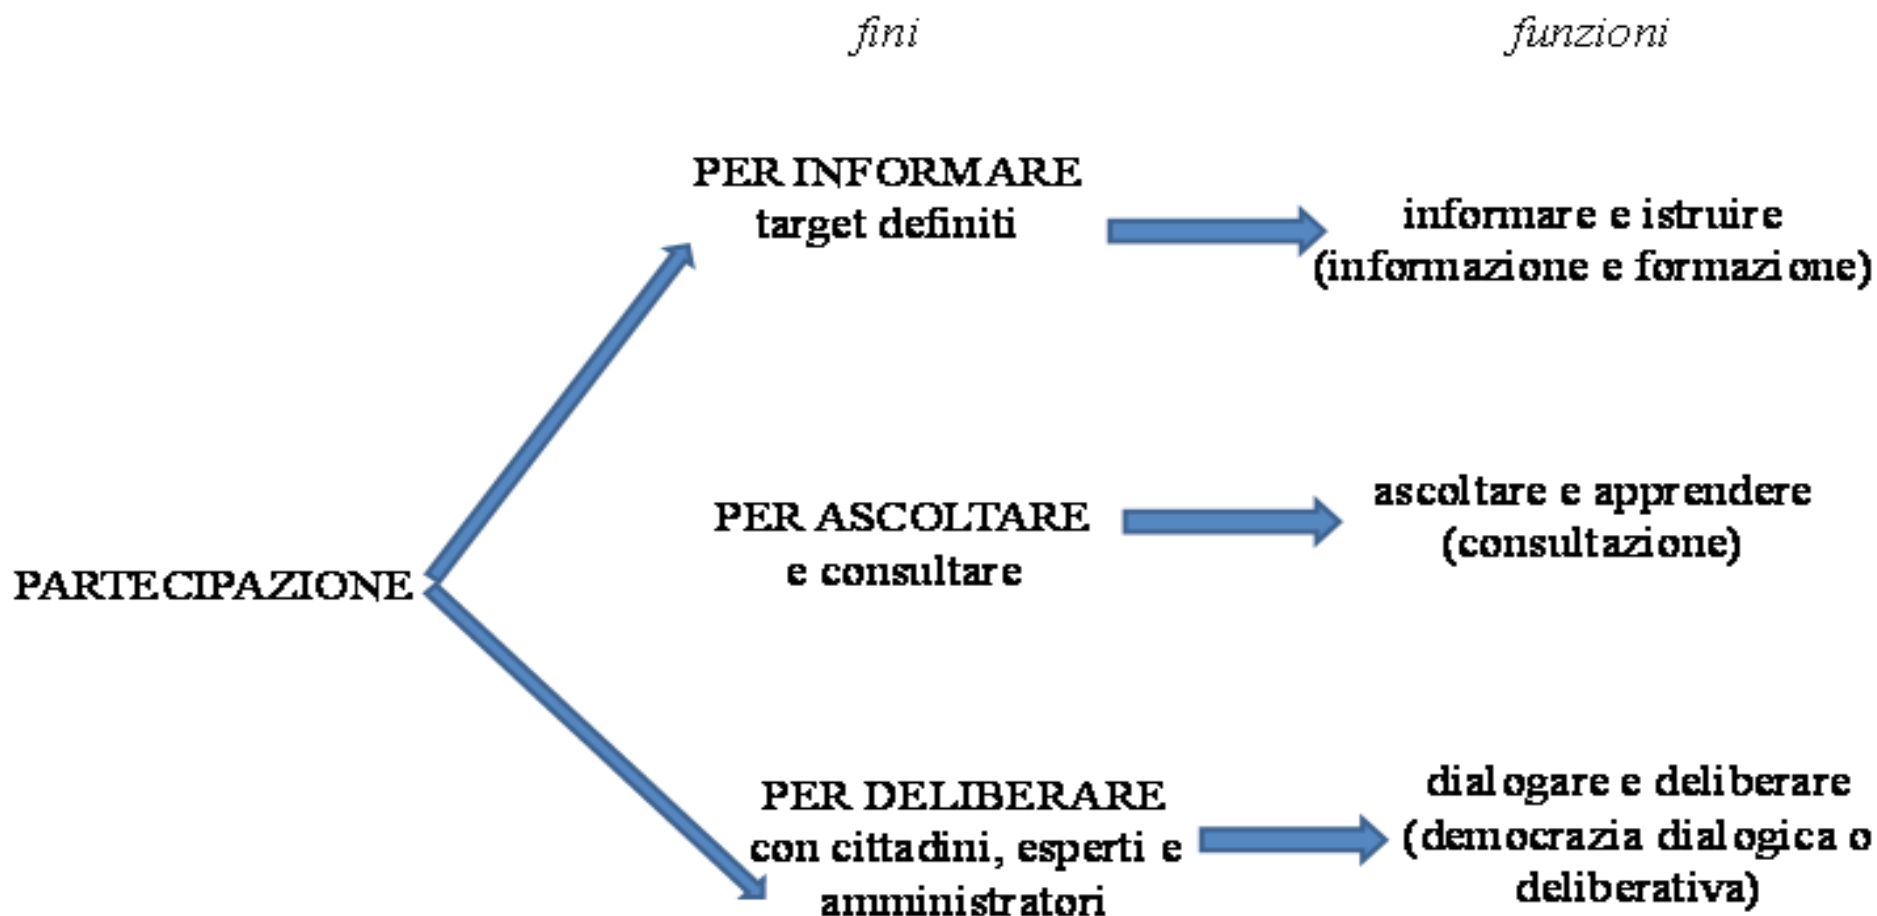 fini
funzioni
PER INFORMARE
target definiti
informare e istruire
(informazione e formazione)
PARTECIPAZIONE
PER ASCOLTARE
e consultare
ascoltare e apprendere
(consultazione)
PER DELIBERARE
con cittadini, esperti e
amministratori
dialogare e deliberare
(democrazia dialogica o
deliberativa)